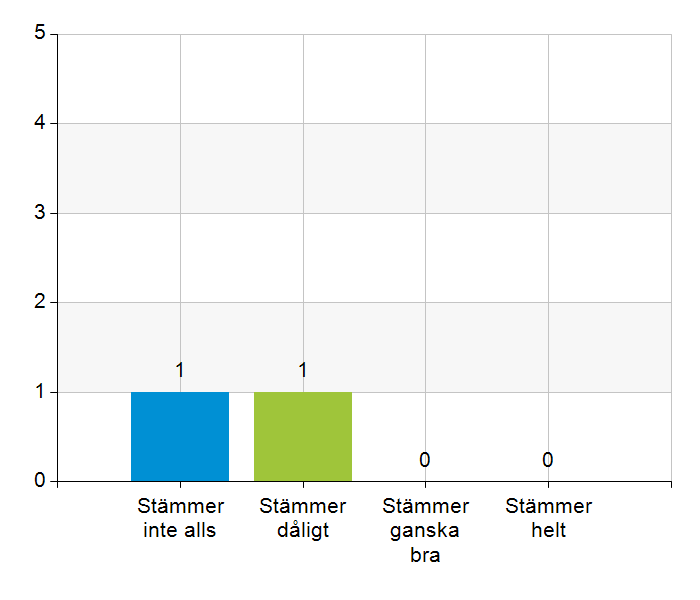 5
4
3
2
1
0
1
1
0
0
Stämmer
inte alls
Stämmer
dåligt
Stämmer
ganska
bra
Stämmer
helt